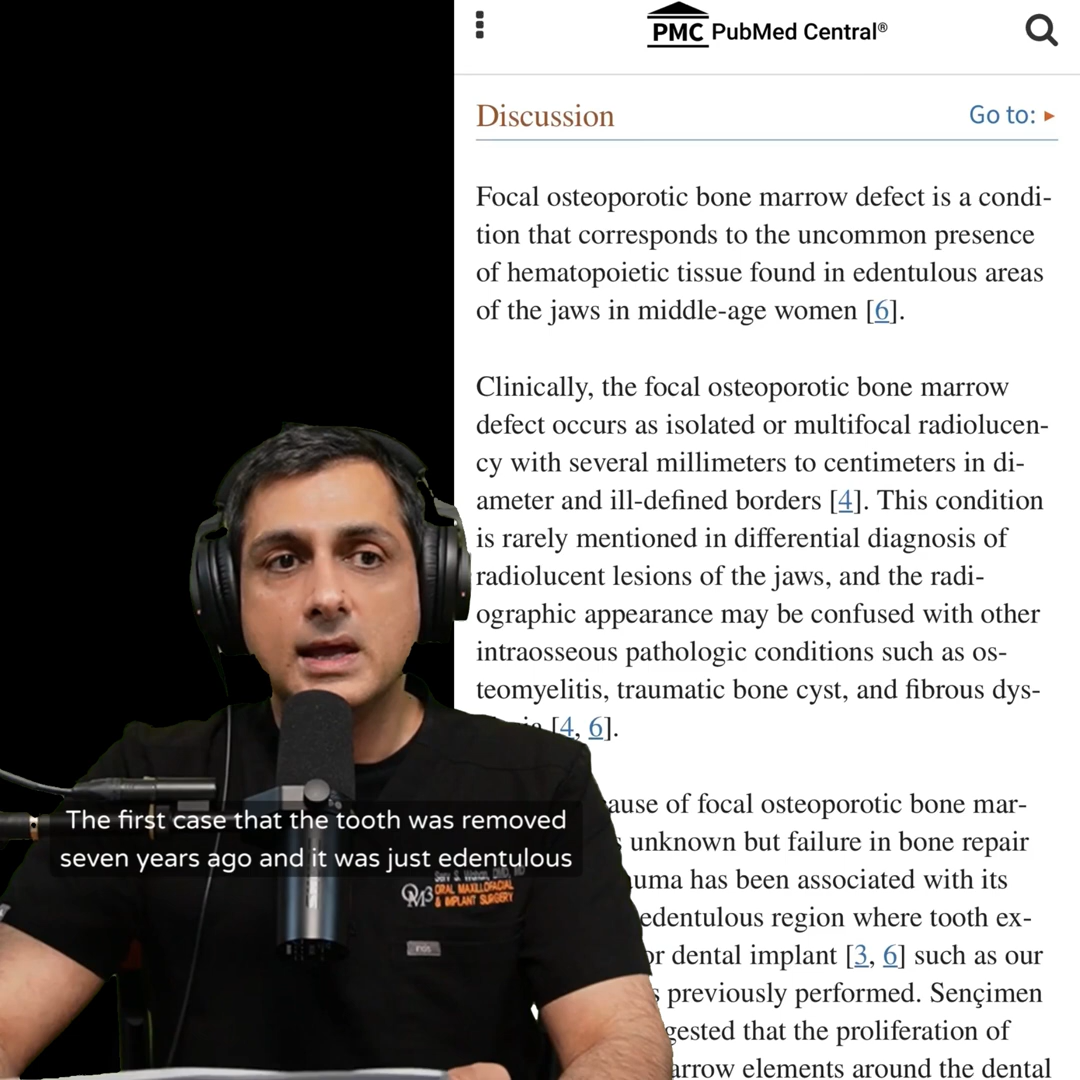 PMC PubMed Central®
Discussion
Go to: ▸
Focal osteoporotic bone marrow defect is a condi-
tion that corresponds to the uncommon presence
of hematopoietic tissue found in edentulous areas
of the jaws in middle-age women [6].
Clinically, the focal osteoporotic bone marrow
defect occurs as isolated or multifocal radiolucen-
cy with several millimeters to centimeters in di-
ameter and ill-defined borders [4]. This condition
is rarely mentioned in differential diagnosis of
radiolucent lesions of the jaws, and the radi-
ographic appearance may be confused with other
intraosseous pathologic conditions such as os-
teomyelitis, traumatic bone cyst, and fibrous dys-
[4, 6].
of focal osteoporotic bone mar-
unknown but failure in bone repair
has been associated with its
edentulous region where tooth ex-
or dental implant [3, 6] such as our
previously performed. Sençimen
that the proliferation of
elements around the dental
The first case that the tooth was removed
seven years ago and it was just edentulous
OM3 ORAL MAXILLOFACIAL
& IMPLANT SURGERY